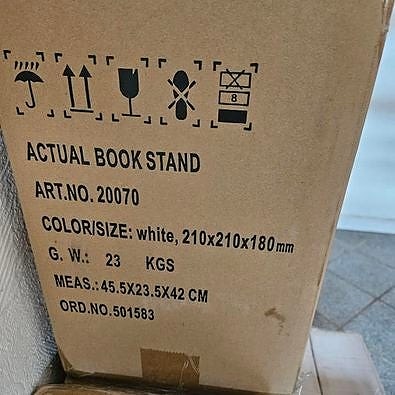 8
ACTUAL BOOK STAND
ART.NO. 20070
COLOR/SIZE: white, 210x210x180mm
G. W.: 23 KGS
MEAS.: 45.5X23.5X42 CM
ORD.NO. 501583